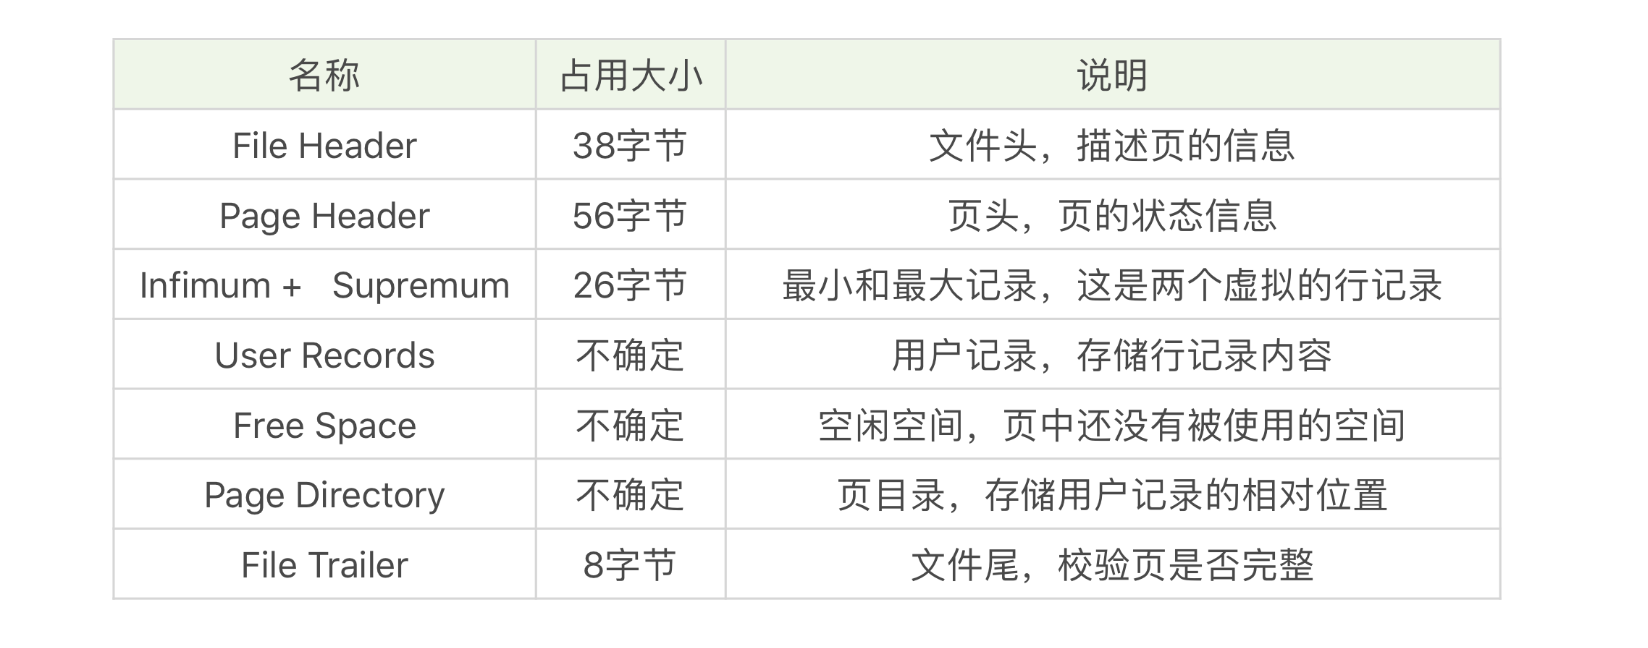 名称 占用大小 说明
File Header 38字节 文件头，描述页的信息
Page Header 56字节 页头，页的状态信息
Infimum + Supremum 26字节 最小和最大记录，这是两个虚拟的行记录
User Records 不确定 用户记录，存储行记录内容
Free Space 不确定 空闲空间，页中还没有被使用的空间
Page Directory 不确定 页目录，存储用户记录的相对位置
File Trailer 8字节 文件尾，校验页是否完整